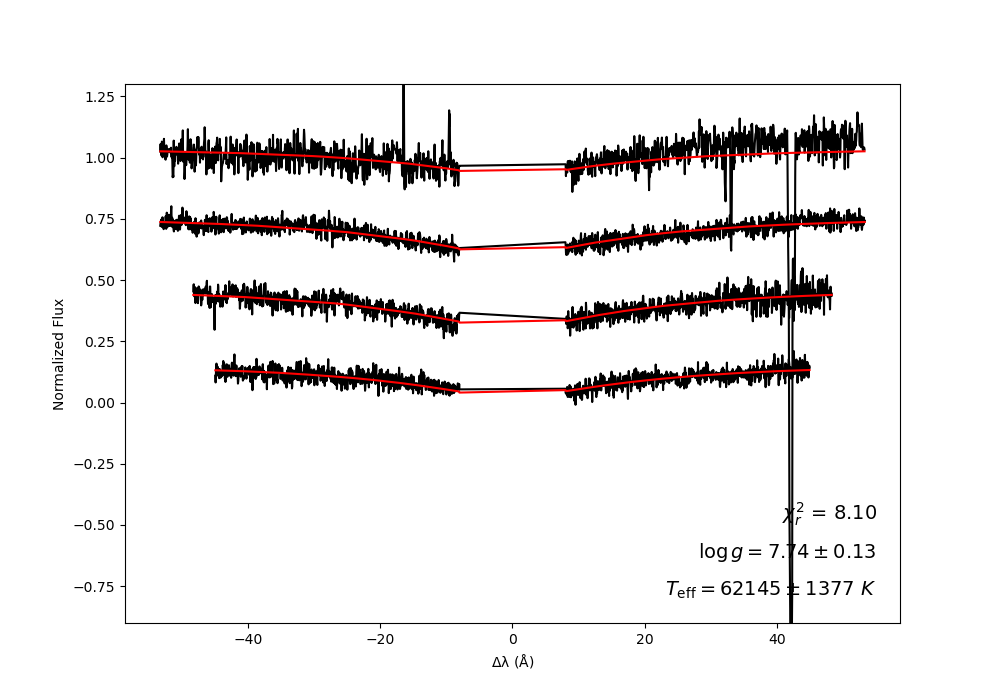 1.25
1.00
0.75
0.50
0.25
0.00
−0.25
−0.50
−0.75
Normalized Flux
χ²ᵣ = 8.10
log g = 7.74 ± 0.13
T_eff = 62145 ± 1377 K
−40
−20
0
20
40
Δλ (Å)